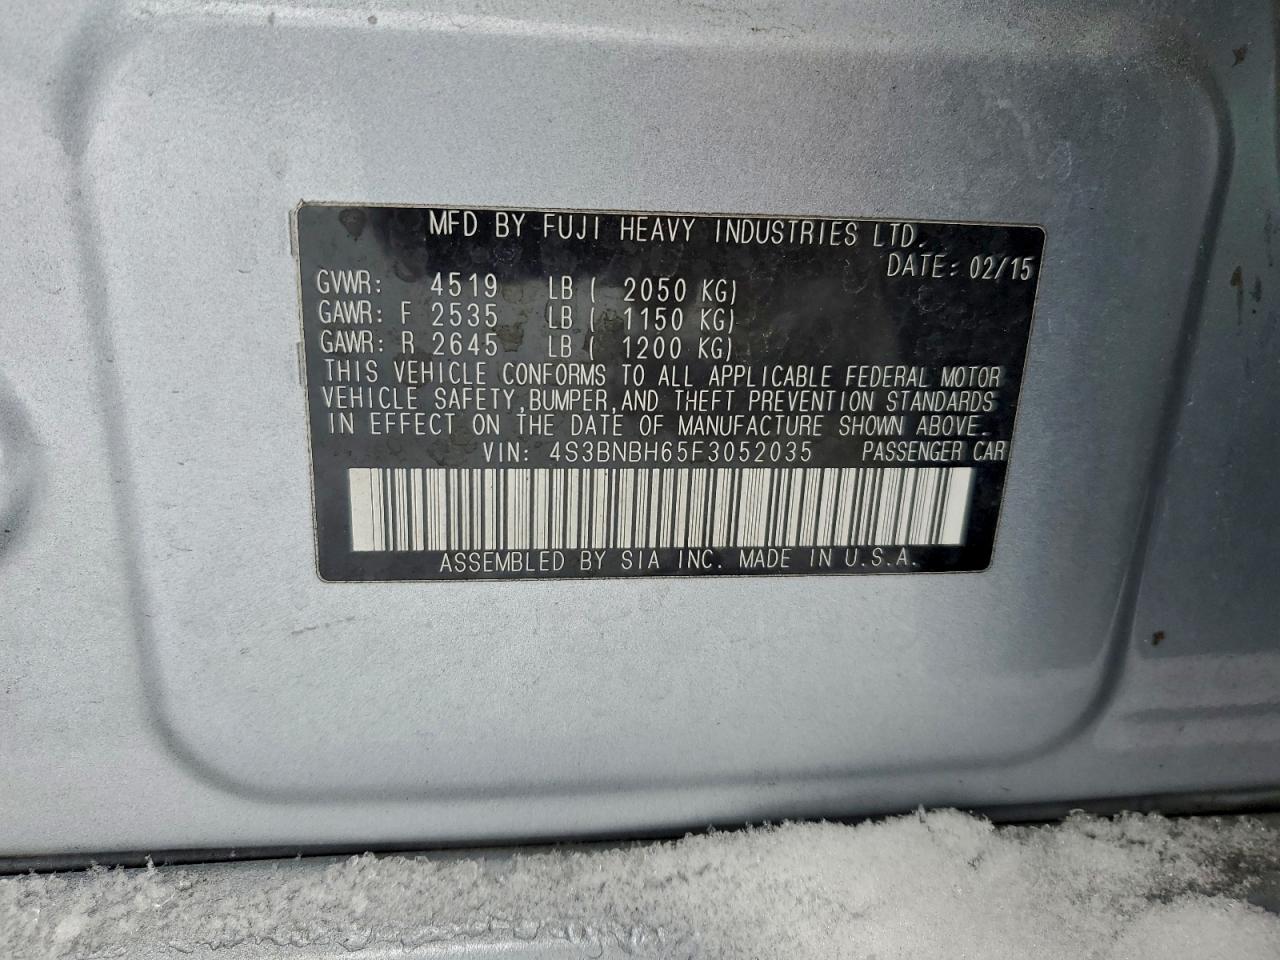 MFD BY FUJI HEAVY INDUSTRIES LTD.
DATE: 02/15
GVWR: 4519 LB ( 2050 KG)
GAWR: F 2535 LB ( 1150 KG)
GAWR: R 2645 LB ( 1200 KG)
THIS VEHICLE CONFORMS TO ALL APPLICABLE FEDERAL MOTOR
VEHICLE SAFETY,BUMPER,AND THEFT PREVENTION STANDARDS
IN EFFECT ON THE DATE OF MANUFACTURE SHOWN ABOVE.
VIN: 4S3BNBH65F3052035 PASSENGER CAR
ASSEMBLED BY SIA INC. MADE IN U.S.A.